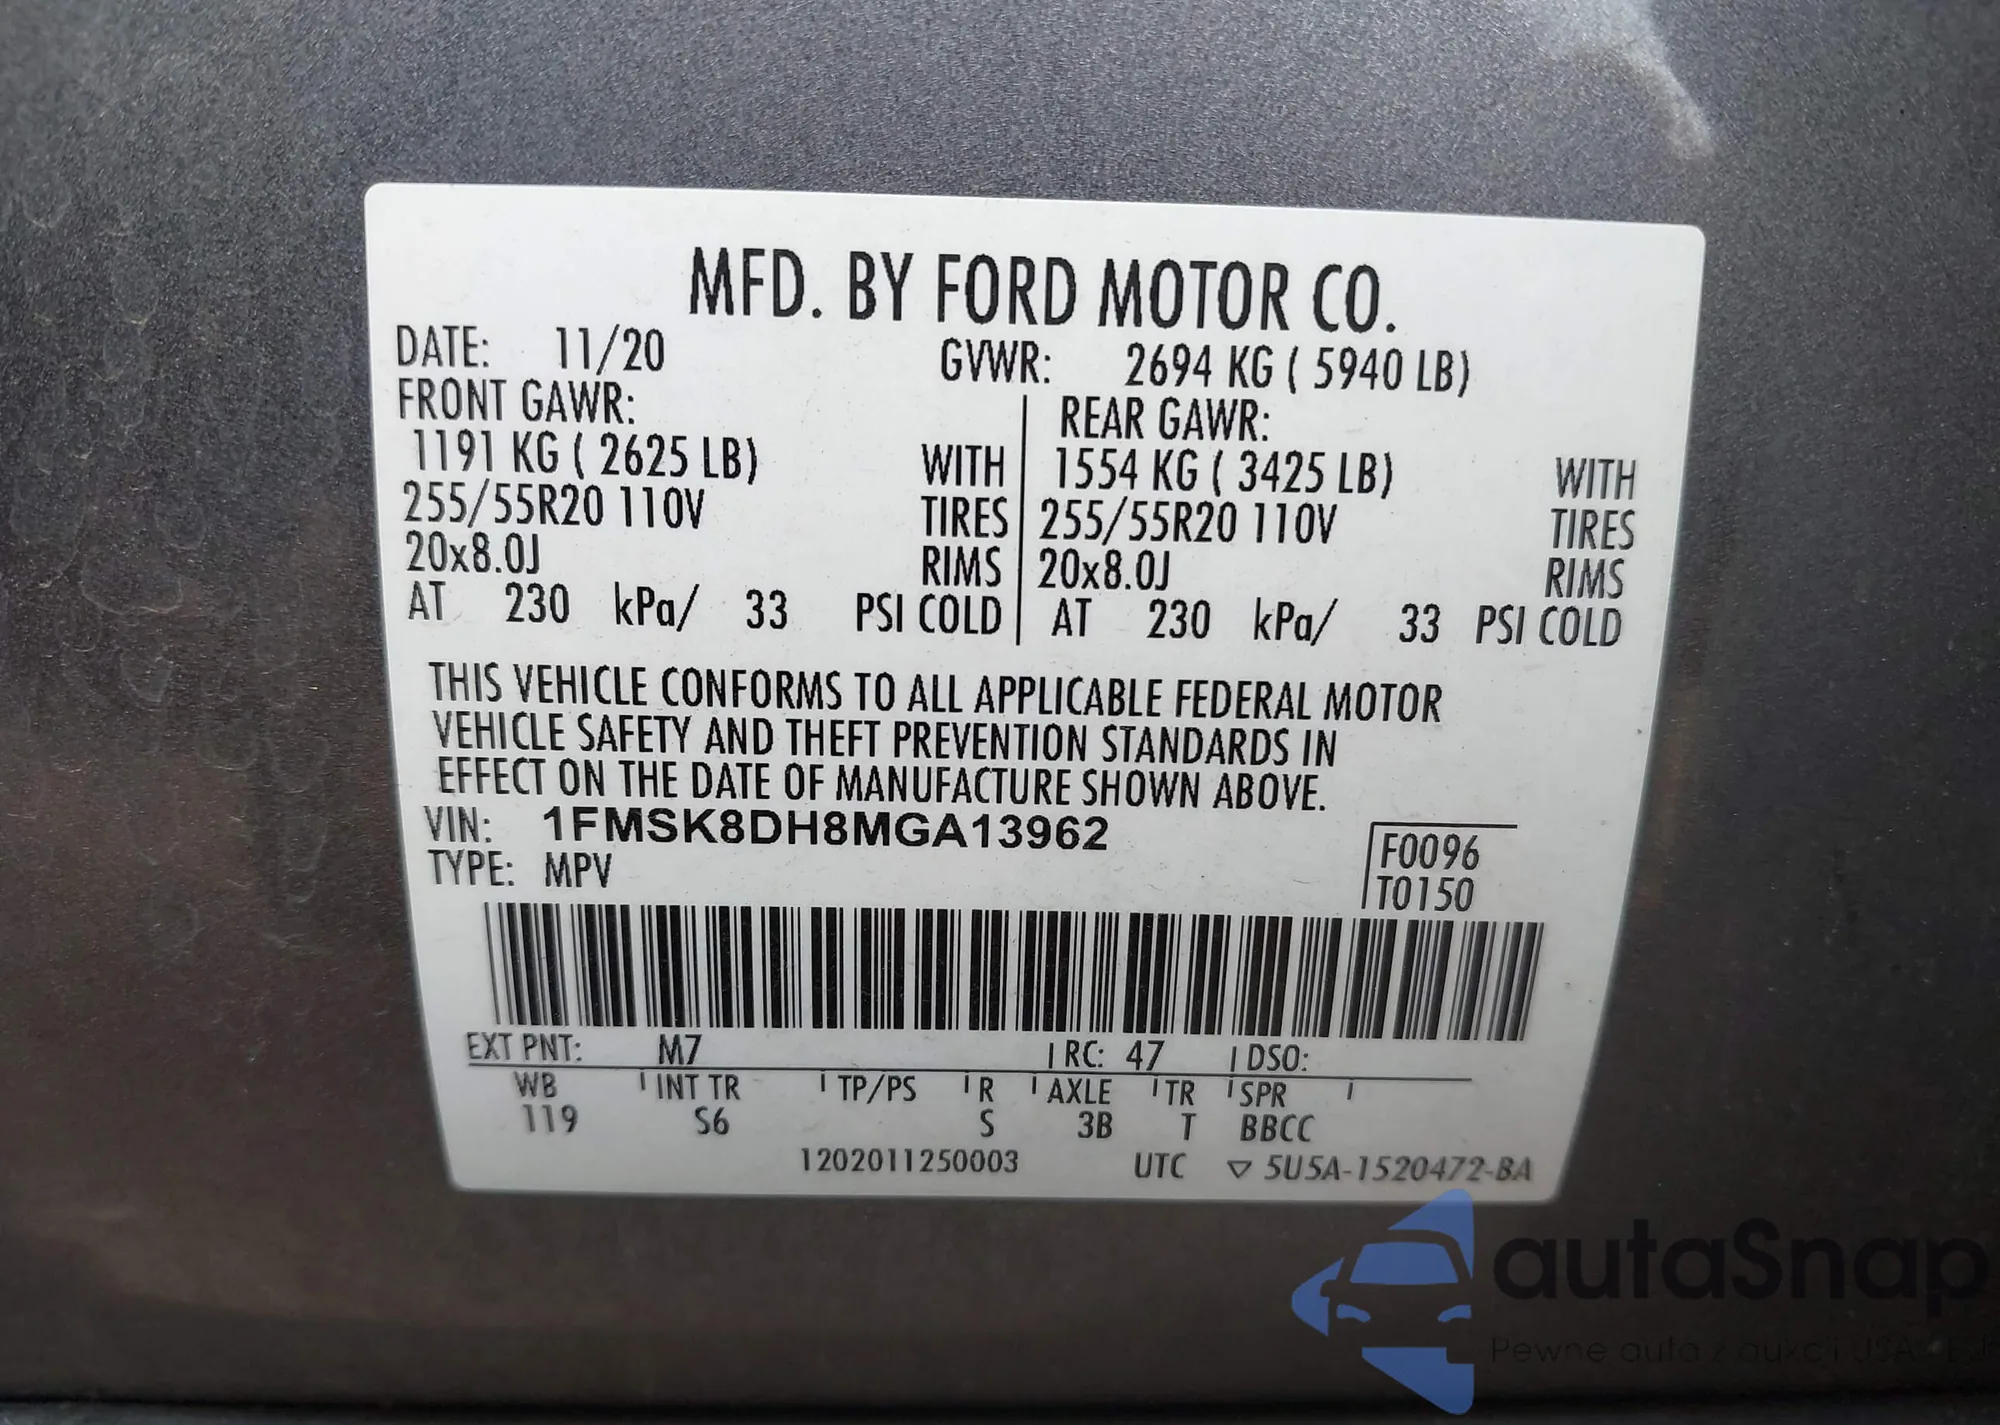 MFD. BY FORD MOTOR CO.
DATE: 11/20 GVWR: 2694 KG ( 5940 LB)
FRONT GAWR: REAR GAWR:
1191 KG ( 2625 LB) WITH 1554 KG ( 3425 LB) WITH
255/55R20 110V TIRES 255/55R20 110V TIRES
20x8.0J RIMS 20x8.0J RIMS
AT 230 kPa/ 33 PSI COLD AT 230 kPa/ 33 PSI COLD
THIS VEHICLE CONFORMS TO ALL APPLICABLE FEDERAL MOTOR
VEHICLE SAFETY AND THEFT PREVENTION STANDARDS IN
EFFECT ON THE DATE OF MANUFACTURE SHOWN ABOVE.
VIN: 1FMSK8DH8MGA13962
F0096
TYPE: MPV
T0150
EXT PNT: M7 RC: 47 DSO:
WB INT TR TP/PS R AXLE TR SPR
119 S6 S 3B T BBCC
1202011250003 UTC ▽ 5U5A-1520472-BA
autaSnap
Pewne auta z aukcji USA